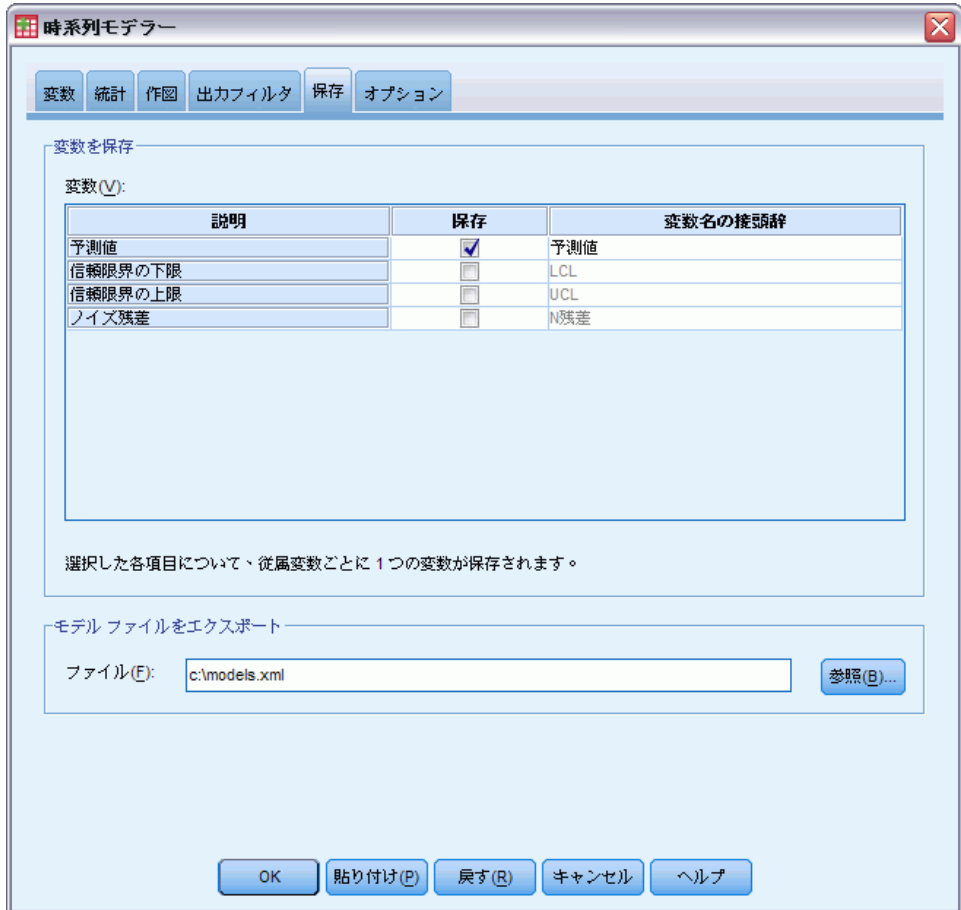 時系列モデラー
変数 統計 作図 出力フィルタ 保存 オプション
変数を保存
変数(V):
説明 保存 変数名の接頭辞
予測値 予測値
信頼限界の下限 LCL
信頼限界の上限 UCL
ノイズ残差 N残差
選択した各項目について、従属変数ごとに 1 つの変数が保存されます。
モデル ファイルをエクスポート
ファイル(F): c:\models.xml 参照(B)...
OK 貼り付け(P) 戻す(R) キャンセル ヘルプ